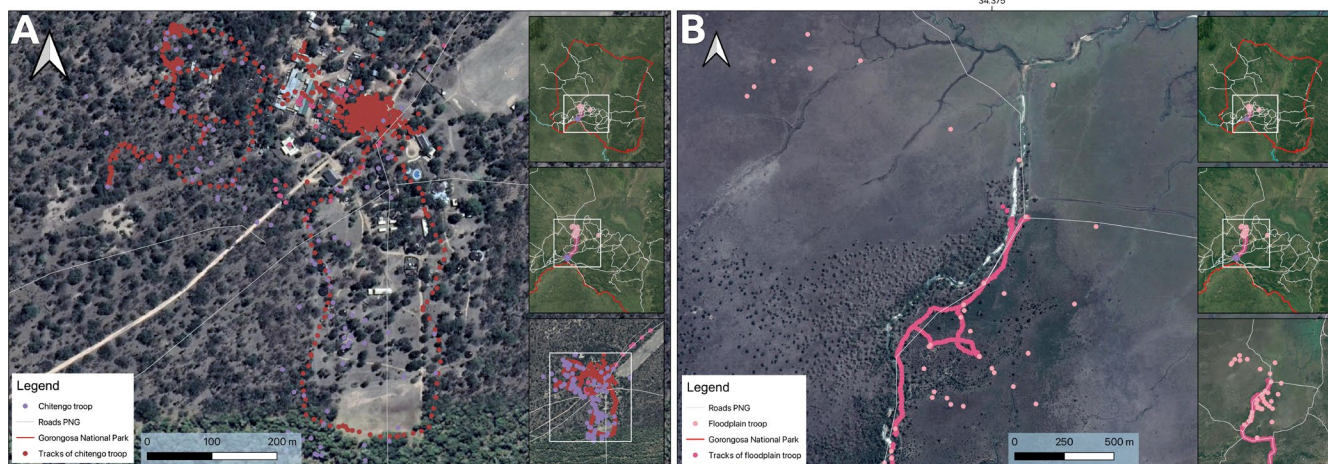 34.375
A
B
Legend
Chitengo troop
Roads PNG
Gorongosa National Park
Tracks of chitengo troop
0 100 200 m
Legend
Roads PNG
Floodplain troop
Gorongosa National Park
Tracks of floodplain troop
0 250 500 m